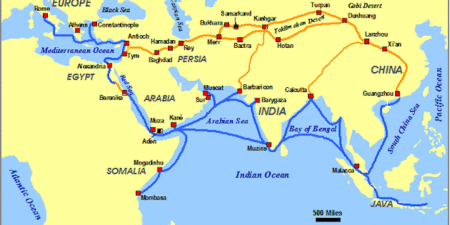 EUROPE
Rome
Black Sea
Constantinople
Athens
Caspian Sea
Samarkand
Bukhara
Kashgar
Turpan
Gobi Desert
Dunhuang
Taklimakan Desert
Merv
Bactra
Hotan
Lanzhou
Xi'an
Antioch
Hamadan
Rey
Mediterranean Ocean
Tyre
Baghdad
PERSIA
Alexandria
EGYPT
CHINA
Red Sea
Berenike
ARABIA
Muscat
Sur
Barbaricon
Barygaza
INDIA
Calcutta
Guangzhou
Pacific Ocean
Muza
Kané
Aden
Arabian Sea
Bay of Bengal
South China Sea
Muziris
SOMALIA
Mogadishu
Mombasa
Indian Ocean
Malacca
JAVA
Atlantic Ocean
500 Miles